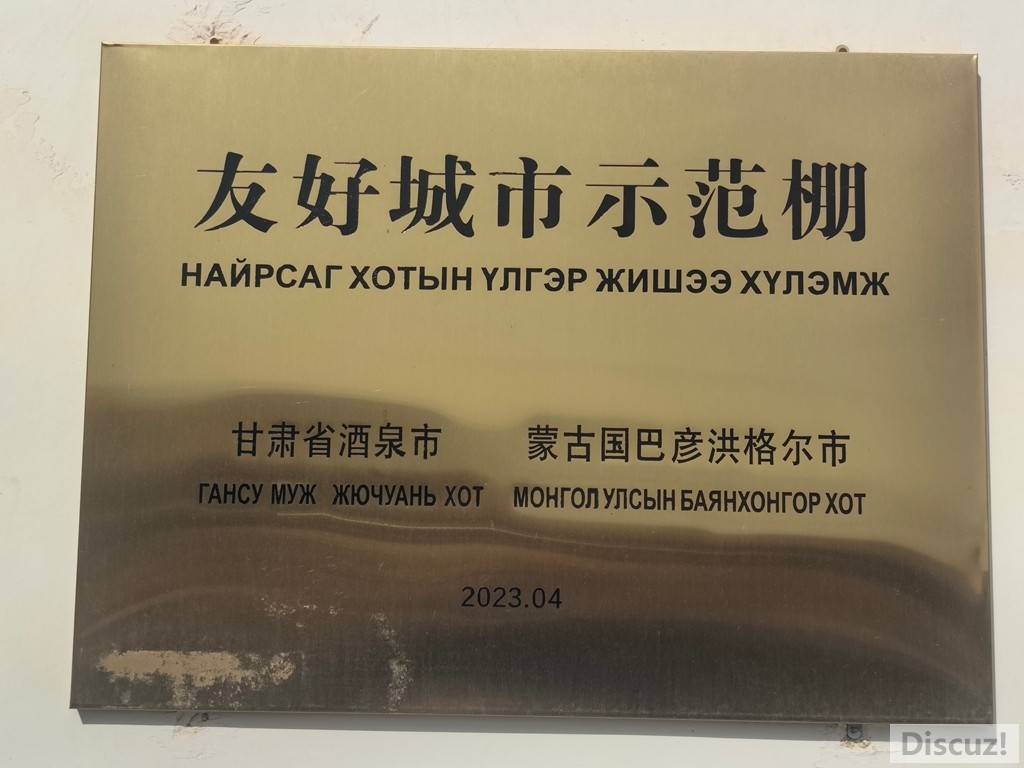 友好城市示范棚
НАЙРСАГ ХОТЫН ҮЛГЭР ЖИШЭЭ ХҮЛЭМЖ
甘肃省酒泉市 蒙古国巴彦洪格尔市
ГАНСУ МУЖ ЖЮЧУАНЬ ХОТ МОНГОЛ УЛСЫН БАЯНХОНГОР ХОТ
2023.04
Discuz!